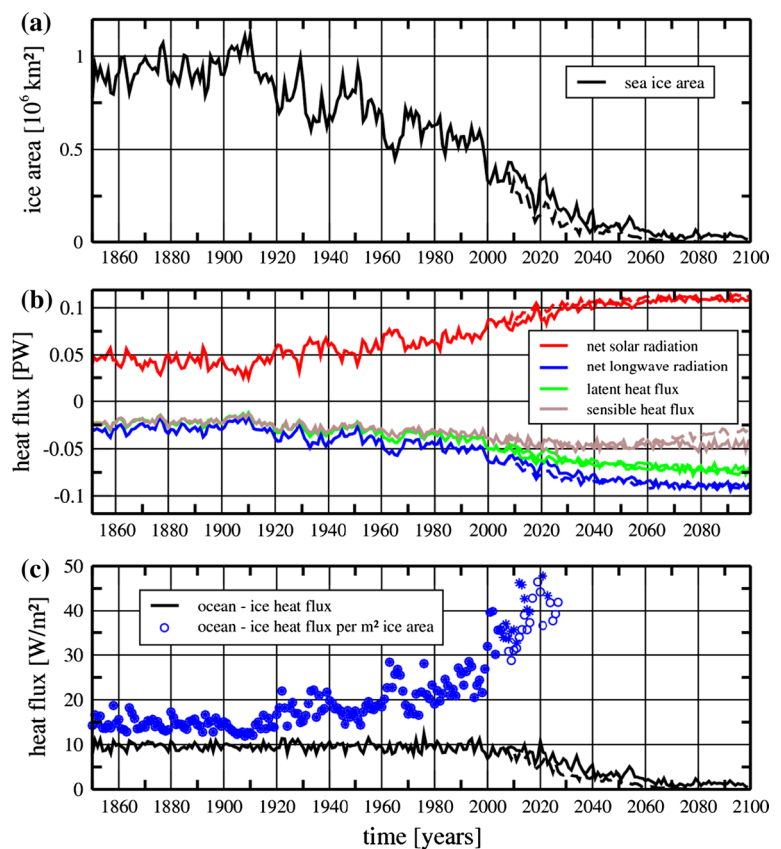 (a)
ice area [10⁶ km²]
1
0.5
0
sea ice area
1860 1880 1900 1920 1940 1960 1980 2000 2020 2040 2060 2080 2100
(b)
heat flux [PW]
0.1
0.05
0
-0.05
-0.1
net solar radiation
net longwave radiation
latent heat flux
sensible heat flux
1860 1880 1900 1920 1940 1960 1980 2000 2020 2040 2060 2080
(c)
heat flux [W/m²]
50
40
30
20
10
0
ocean - ice heat flux
ocean - ice heat flux per m² ice area
1860 1880 1900 1920 1940 1960 1980 2000 2020 2040 2060 2080 2100
time [years]